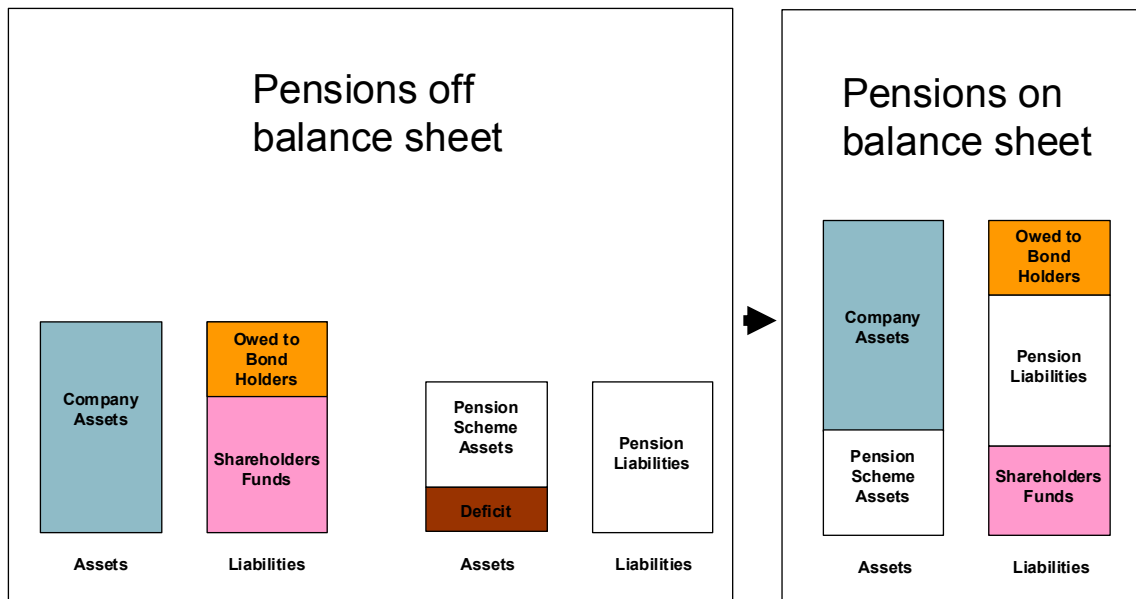 Pensions off
balance sheet
Company
Assets
Owed to
Bond
Holders
Shareholders
Funds
Pension
Scheme
Assets
Deficit
Pension
Liabilities
Assets
Liabilities
Assets
Liabilities
Pensions on
balance sheet
Company
Assets
Pension
Scheme
Assets
Owed to
Bond
Holders
Pension
Liabilities
Shareholders
Funds
Assets
Liabilities